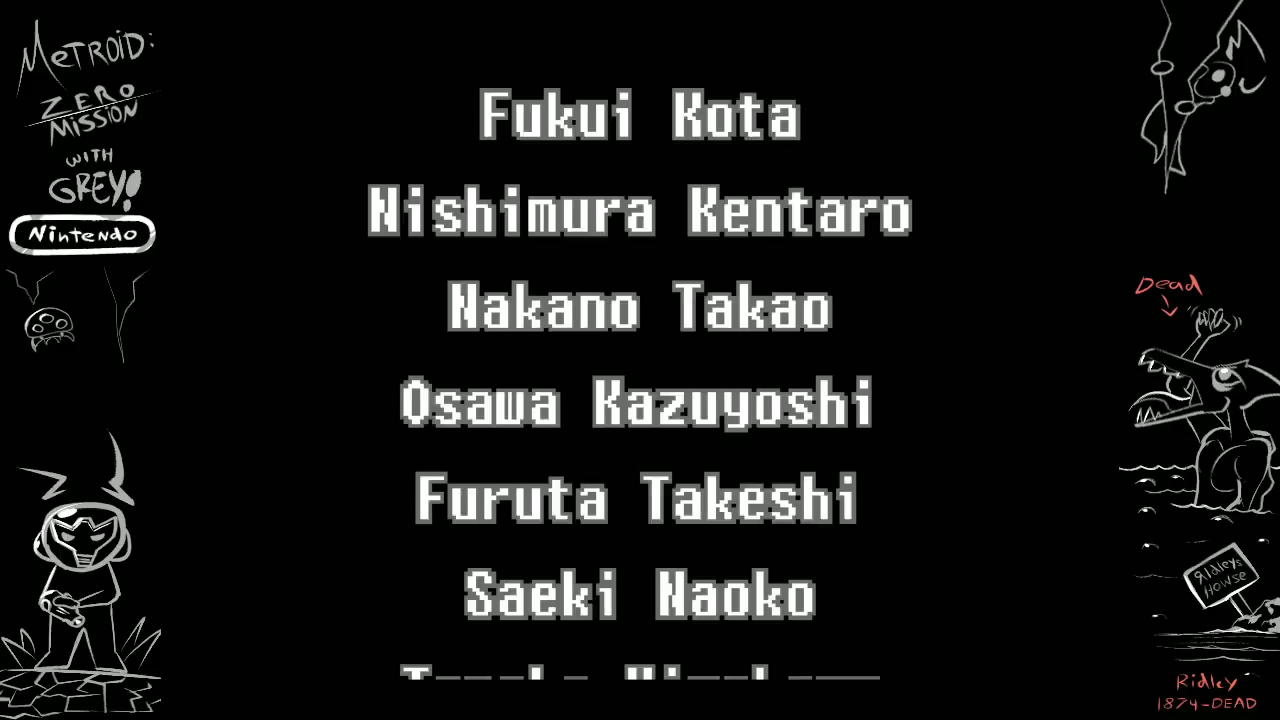 METROID:
ZERO
MISSION
WITH
GREY!
Nintendo
Fukui Kota
Nishimura Kentaro
Nakano Takao
Osawa Kazuyoshi
Furuta Takeshi
Saeki Naoko
Dead
Ridleys
HOWSE
Ridley
1874-DEAD